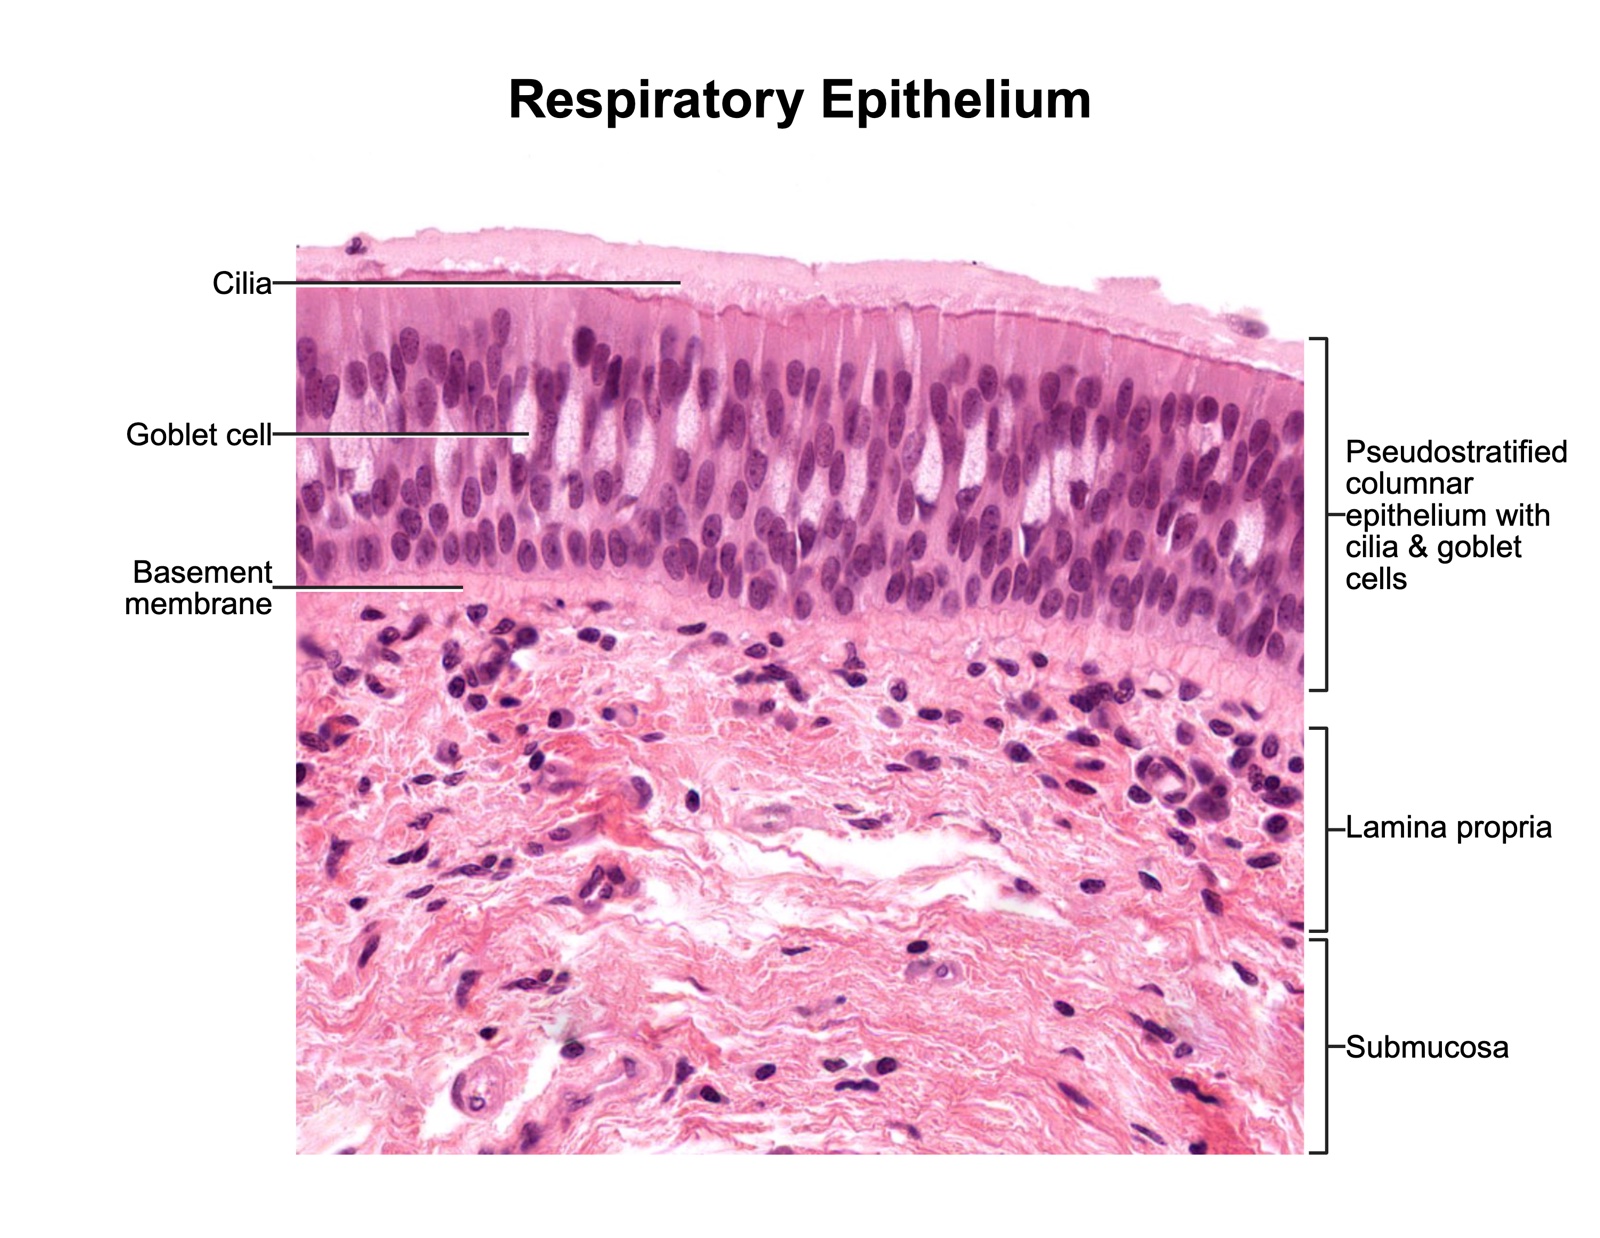 Respiratory Epithelium
Cilia
Goblet cell
Basement
membrane
Pseudostratified
columnar
epithelium with
cilia & goblet
cells
Lamina propria
Submucosa